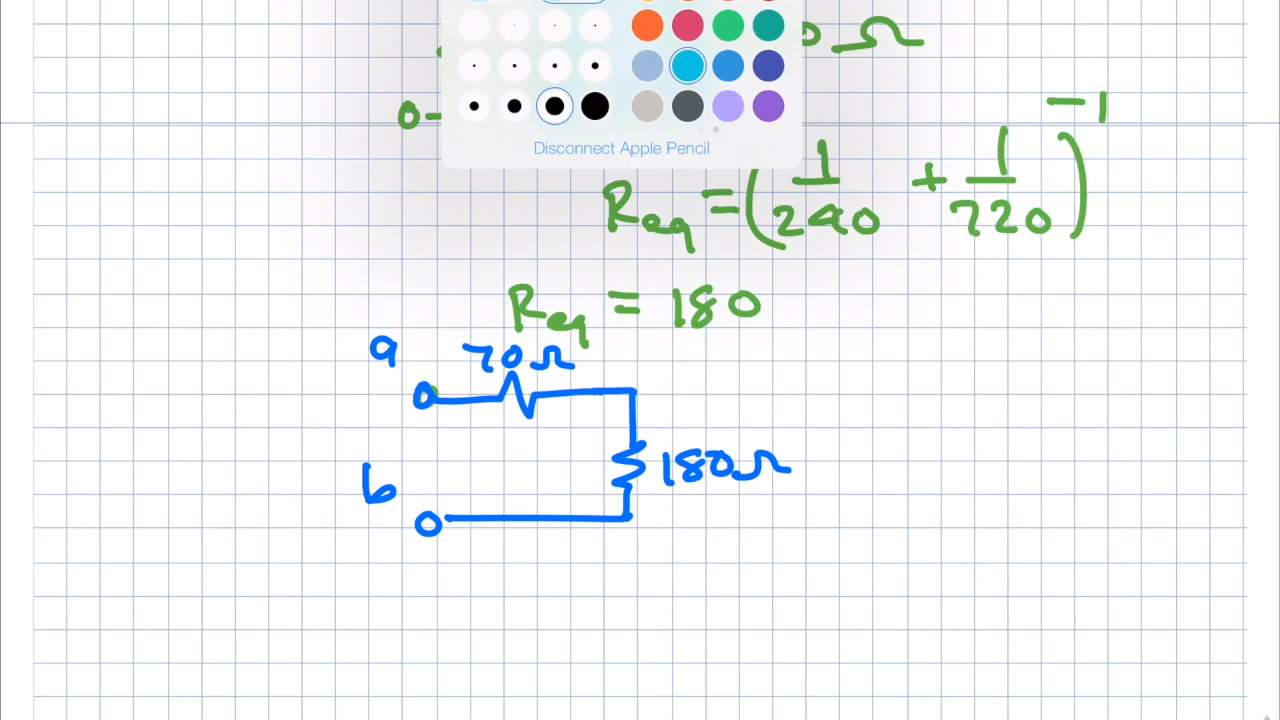 Ω
Disconnect Apple Pencil
-1
Req = (1/240 + 1/720)
Req = 180
a
70Ω
b
180Ω